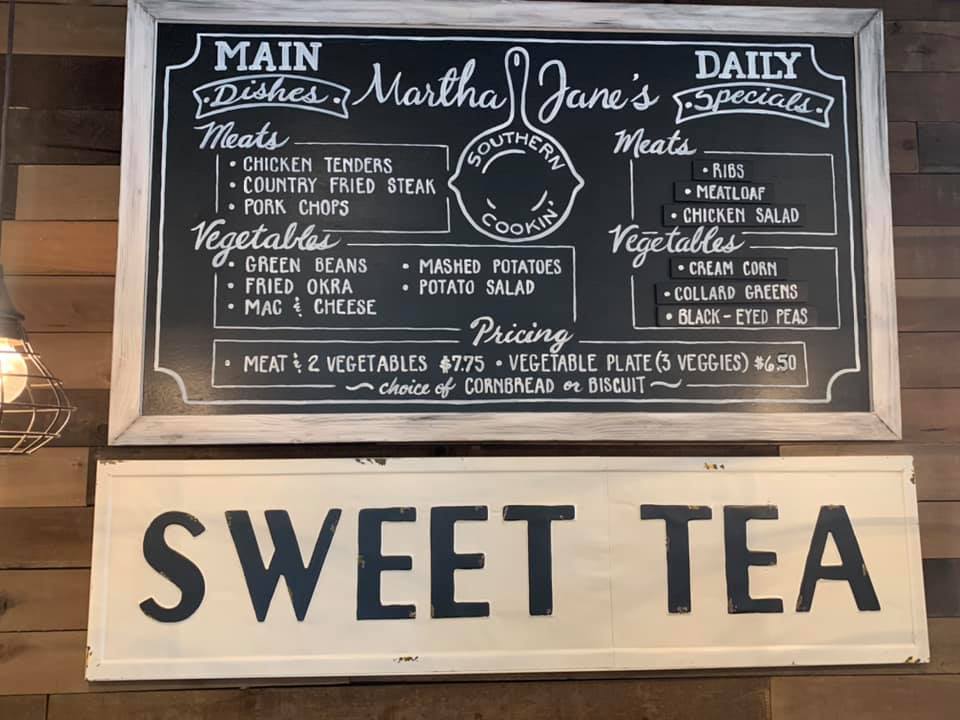 MAIN
Dishes
Martha Jane's
SOUTHERN
COOKIN'
DAILY
Specials
Meats
• CHICKEN TENDERS
• COUNTRY FRIED STEAK
• PORK CHOPS
Vegetables
• GREEN BEANS
• FRIED OKRA
• MAC & CHEESE
• MASHED POTATOES
• POTATO SALAD
Meats
• RIBS
• MEATLOAF
• CHICKEN SALAD
Vegetables
• CREAM CORN
• COLLARD GREENS
• BLACK-EYED PEAS
Pricing
• MEAT & 2 VEGETABLES $7.75 • VEGETABLE PLATE (3 VEGGIES) $6.50
~ choice of CORNBREAD or BISCUIT ~
SWEET TEA